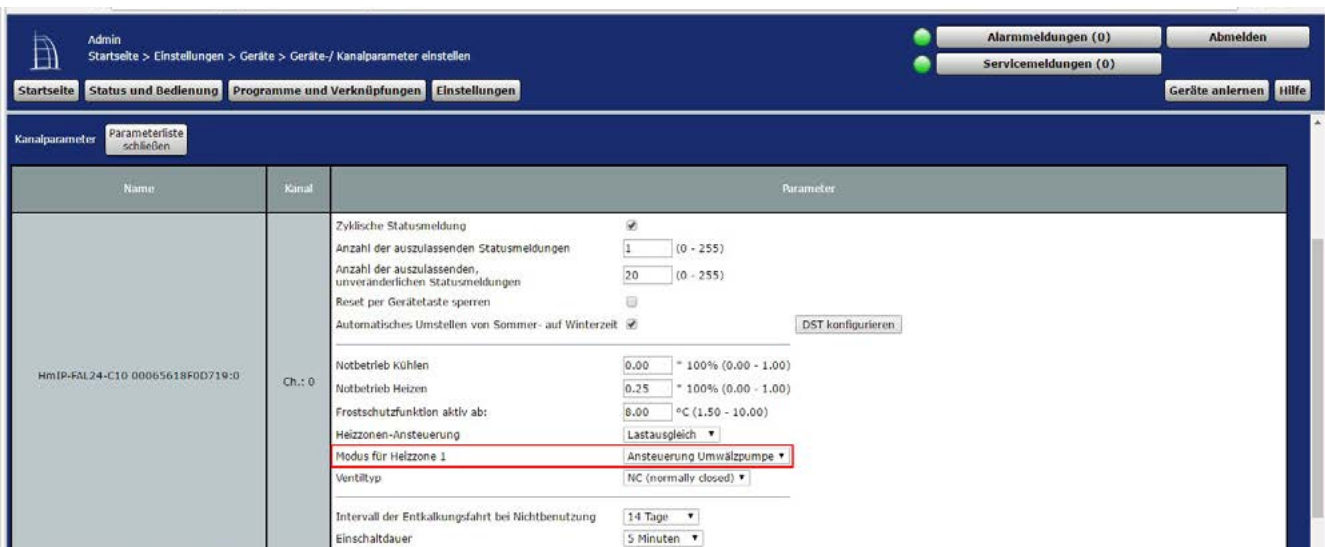 Admin
Startseite > Einstellungen > Geräte > Geräte-/ Kanalparameter einstellen
Alarmmeldungen (0)
Abmelden
Servicemeldungen (0)
Startseite
Status und Bedienung
Programme und Verknüpfungen
Einstellungen
Geräte anlernen
Hilfe
Kanalparameter
Parameterliste
schließen
Name
Kanal
Parameter
HmIP-FAL24-C10 00065618F0D719:0
Ch.: 0
Zyklische Statusmeldung
Anzahl der auszulassenden Statusmeldungen 1 (0 - 255)
Anzahl der auszulassenden,
unveränderlichen Statusmeldungen 20 (0 - 255)
Reset per Gerätetaste sperren
Automatisches Umstellen von Sommer- auf Winterzeit DST konfigurieren
Notbetrieb Kühlen 0.00 * 100% (0.00 - 1.00)
Notbetrieb Heizen 0.25 * 100% (0.00 - 1.00)
Frostschutzfunktion aktiv ab: 8.00 °C (1.50 - 10.00)
Heizzonen-Ansteuerung Lastausgleich
Modus für Heizzone 1 Ansteuerung Umwälzpumpe
Ventiltyp NC (normally closed)
Intervall der Entkalkungsfahrt bei Nichtbenutzung 14 Tage
Einschaltdauer 5 Minuten